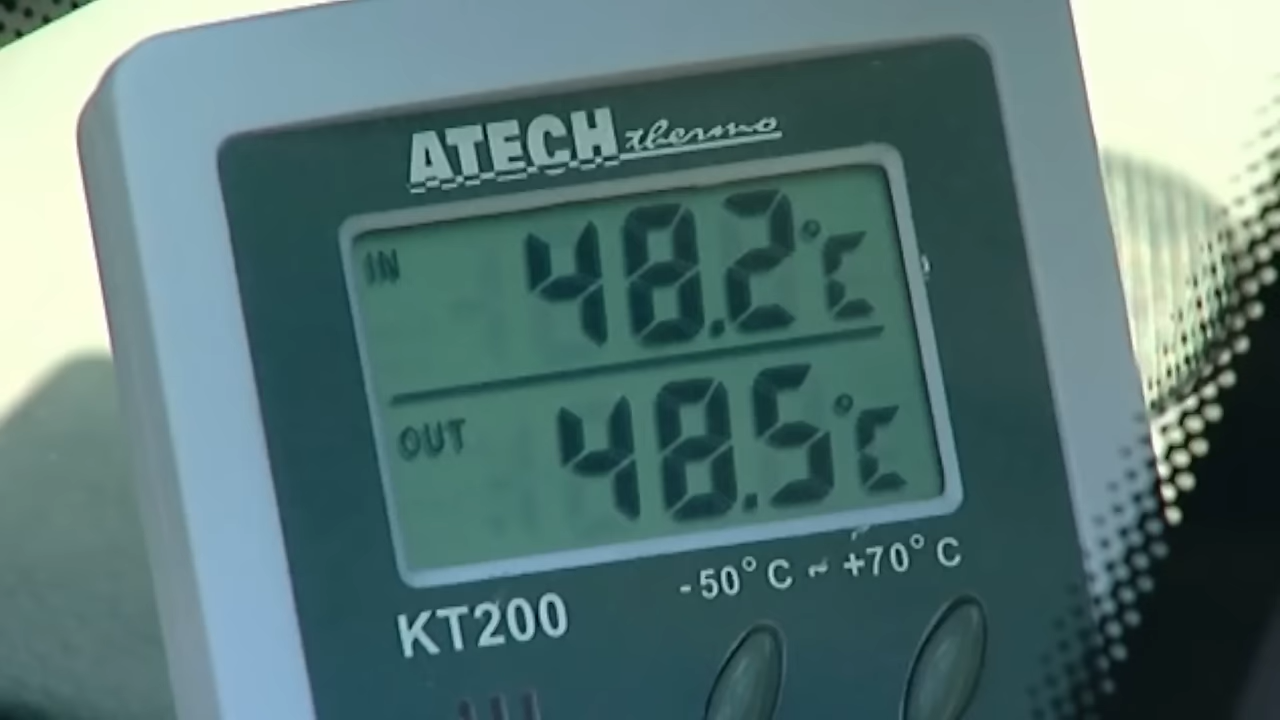 ATECH thermo
IN 48.2°C
OUT 48.5°C
-50°C ~ +70°C
KT200